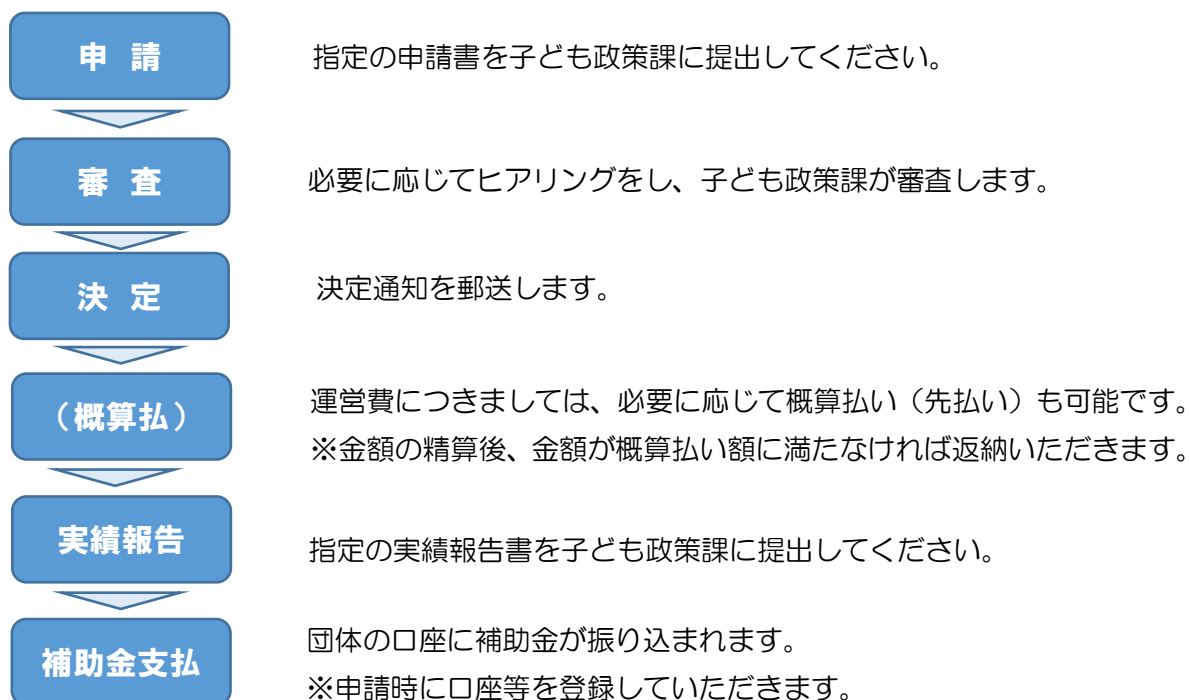 申 請
指定の申請書を子ども政策課に提出してください。
審 査
必要に応じてヒアリングをし、子ども政策課が審査します。
決 定
決定通知を郵送します。
（概算払）
運営費につきましては、必要に応じて概算払い（先払い）も可能です。
※金額の精算後、金額が概算払い額に満たなければ返納いただきます。
実績報告
指定の実績報告書を子ども政策課に提出してください。
補助金支払
団体の口座に補助金が振り込まれます。
※申請時に口座等を登録していただきます。